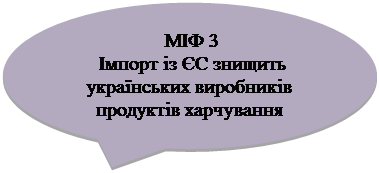 МІФ 3
Імпорт із ЄС знищить
українських виробників
продуктів харчування